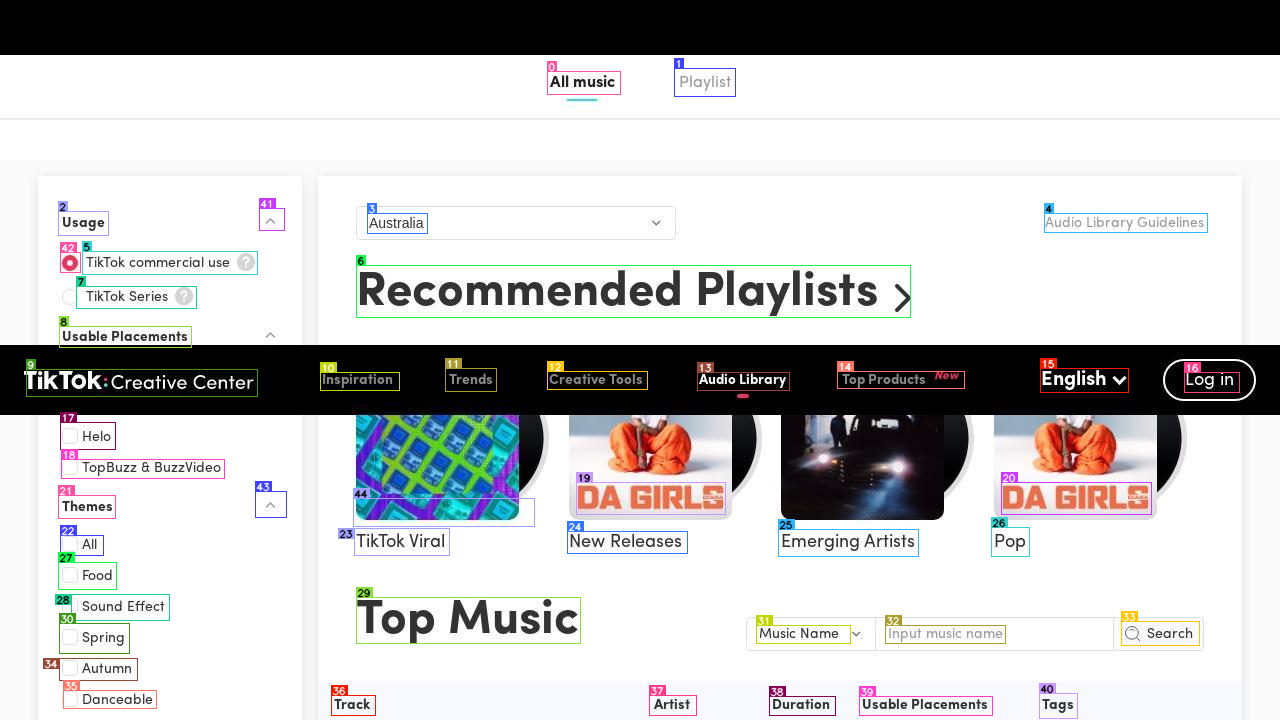 All music
Playlist
Usage
Australia
Audio Library Guidelines
TikTok commercial use ?
Recommended Playlists
TikTok Series ?
Usable Placements
TikTok: Creative Center
Inspiration
Trends
Creative Tools
Audio Library
Top Products New
English
Log in
Helo
TopBuzz & BuzzVideo
DA GIRLS
CIARA
DA GIRLS
CIARA
Themes
TikTok Viral
New Releases
Emerging Artists
Pop
All
Food
Sound Effect
Top Music
Spring
Music Name
Input music name
Search
Autumn
Danceable
Track
Artist
Duration
Usable Placements
Tags
0
1
2
3
4
5
6
7
8
9
10
11
12
13
14
15
16
17
18
19
20
21
22
23
24
25
26
27
28
29
30
31
32
33
34
35
36
37
38
39
40
41
42
43
44